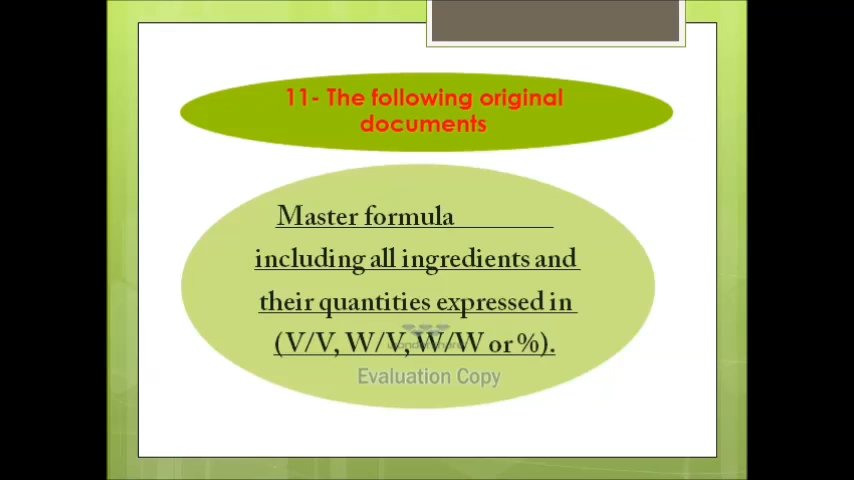 11- The following original
documents
Master formula
including all ingredients and
their quantities expressed in
(V/V, W/V, W/W or %).
Evaluation Copy